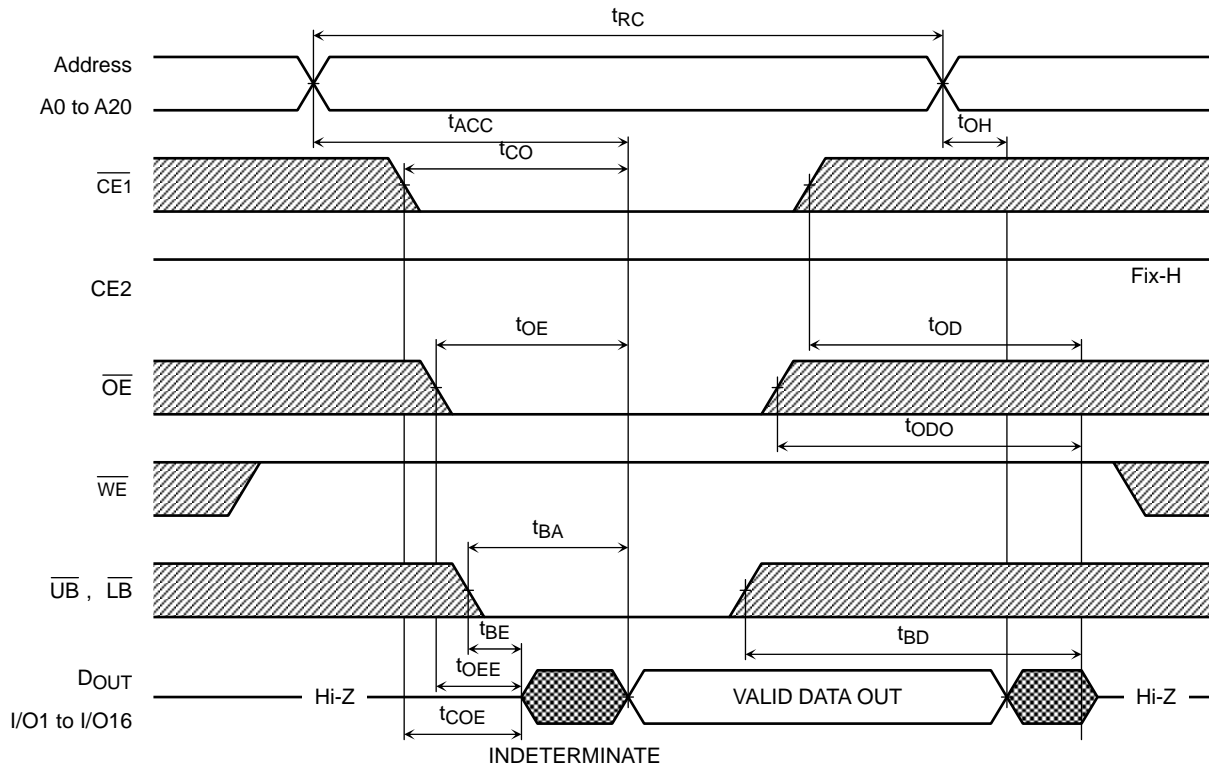 tRC
Address
A0 to A20
tACC
tOH
tCO
CE1
CE2
Fix-H
tOE
tOD
OE
tODO
WE
tBA
UB , LB
tBE
tBD
DOUT
tOEE
Hi-Z
VALID DATA OUT
Hi-Z
I/O1 to I/O16
tCOE
INDETERMINATE